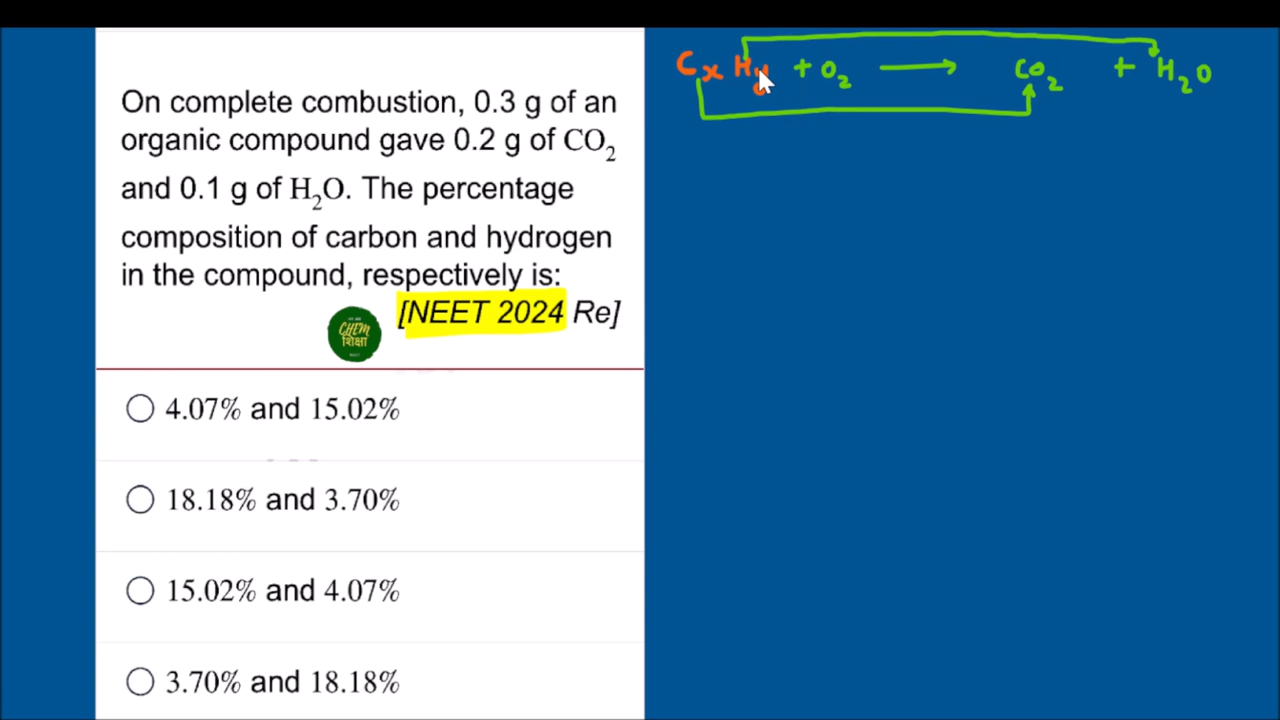 On complete combustion, 0.3 g of an
organic compound gave 0.2 g of CO₂
and 0.1 g of H₂O. The percentage
composition of carbon and hydrogen
in the compound, respectively is:
[NEET 2024 Re]
CHEM
शिक्षा
4.07% and 15.02%
18.18% and 3.70%
15.02% and 4.07%
3.70% and 18.18%
CxHy + O₂ ⟶ CO₂ + H₂O